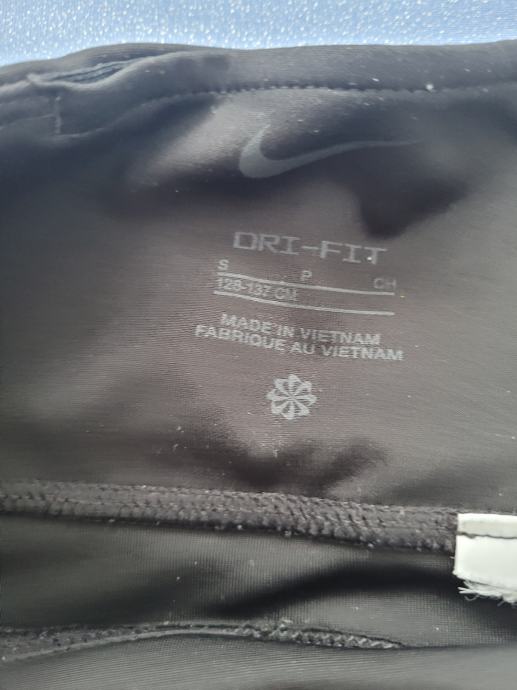 DRI-FIT
S P CH
128-137 CM
MADE IN VIETNAM
FABRIQUE AU VIETNAM